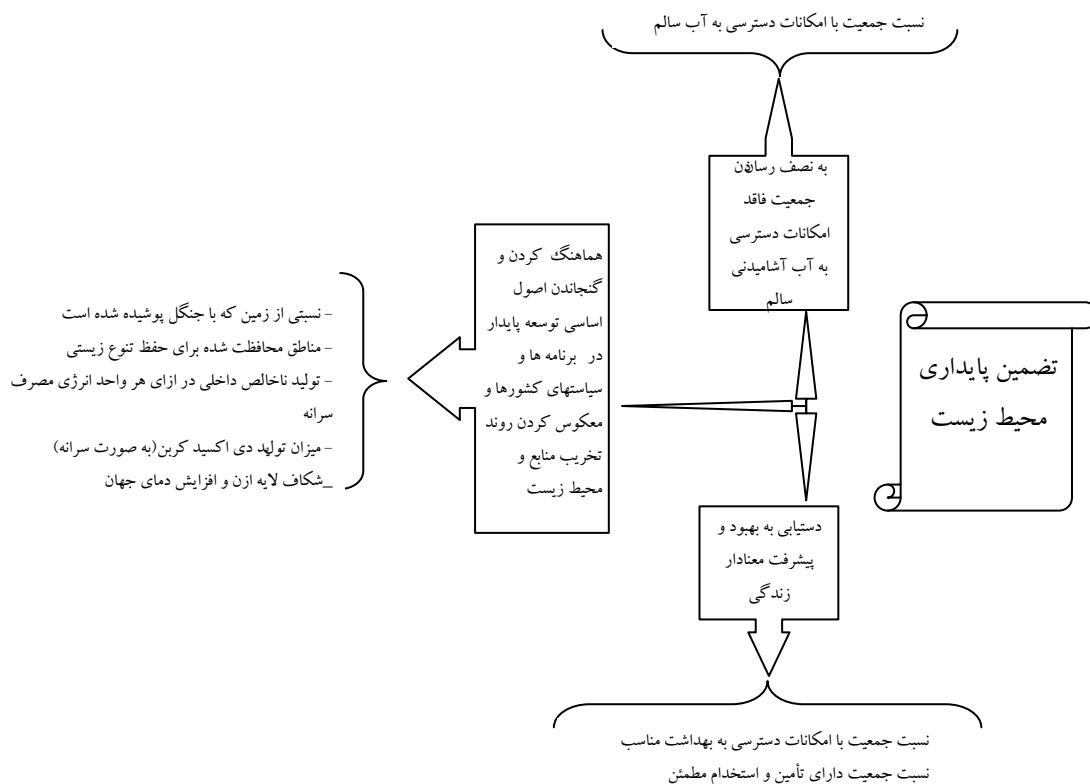 نسبت جمعیت با امکانات دسترسی به آب سالم
به نصف رساندن
جمعیت فاقد
امکانات دسترسی
به آب آشامیدنی
سالم
تضمین پایداری
محیط زیست
هماهنگ کردن و
گنجاندن اصول
اساسی توسعه پایدار
در برنامه ها و
سیاستهای کشورها و
معکوس کردن روند
تخریب منابع و
محیط زیست
- نسبتی از زمین که با جنگل پوشیده شده است
- مناطق محافظت شده برای حفظ تنوع زیستی
- تولید ناخالص داخلی در ازای هر واحد انرژی مصرف
سرانه
- میزان تولهد دی اکسید کربن(به صورت سرانه)
_شکاف لایه ازن و افزایش دمای جهان
دستیابی به بهبود و
پیشرفت معنادار
زندگی
نسبت جمعیت با امکانات دسترسی به بهداشت مناسب
نسبت جمعیت دارای تأمین و استخدام مطمئن